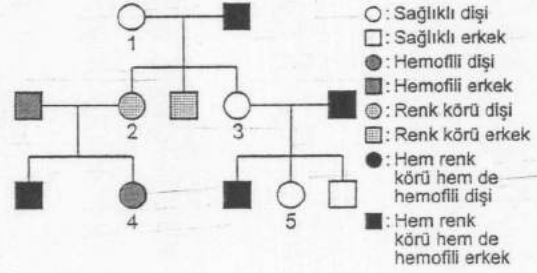 1
2
3
4
5
: Sağlıklı dişi
: Sağlıklı erkek
: Hemofili dişi
: Hemofili erkek
: Renk körü dişi
: Renk körü erkek
: Hem renk
körü hem de
hemofili dişi
: Hem renk
körü hem de
hemofili erkek